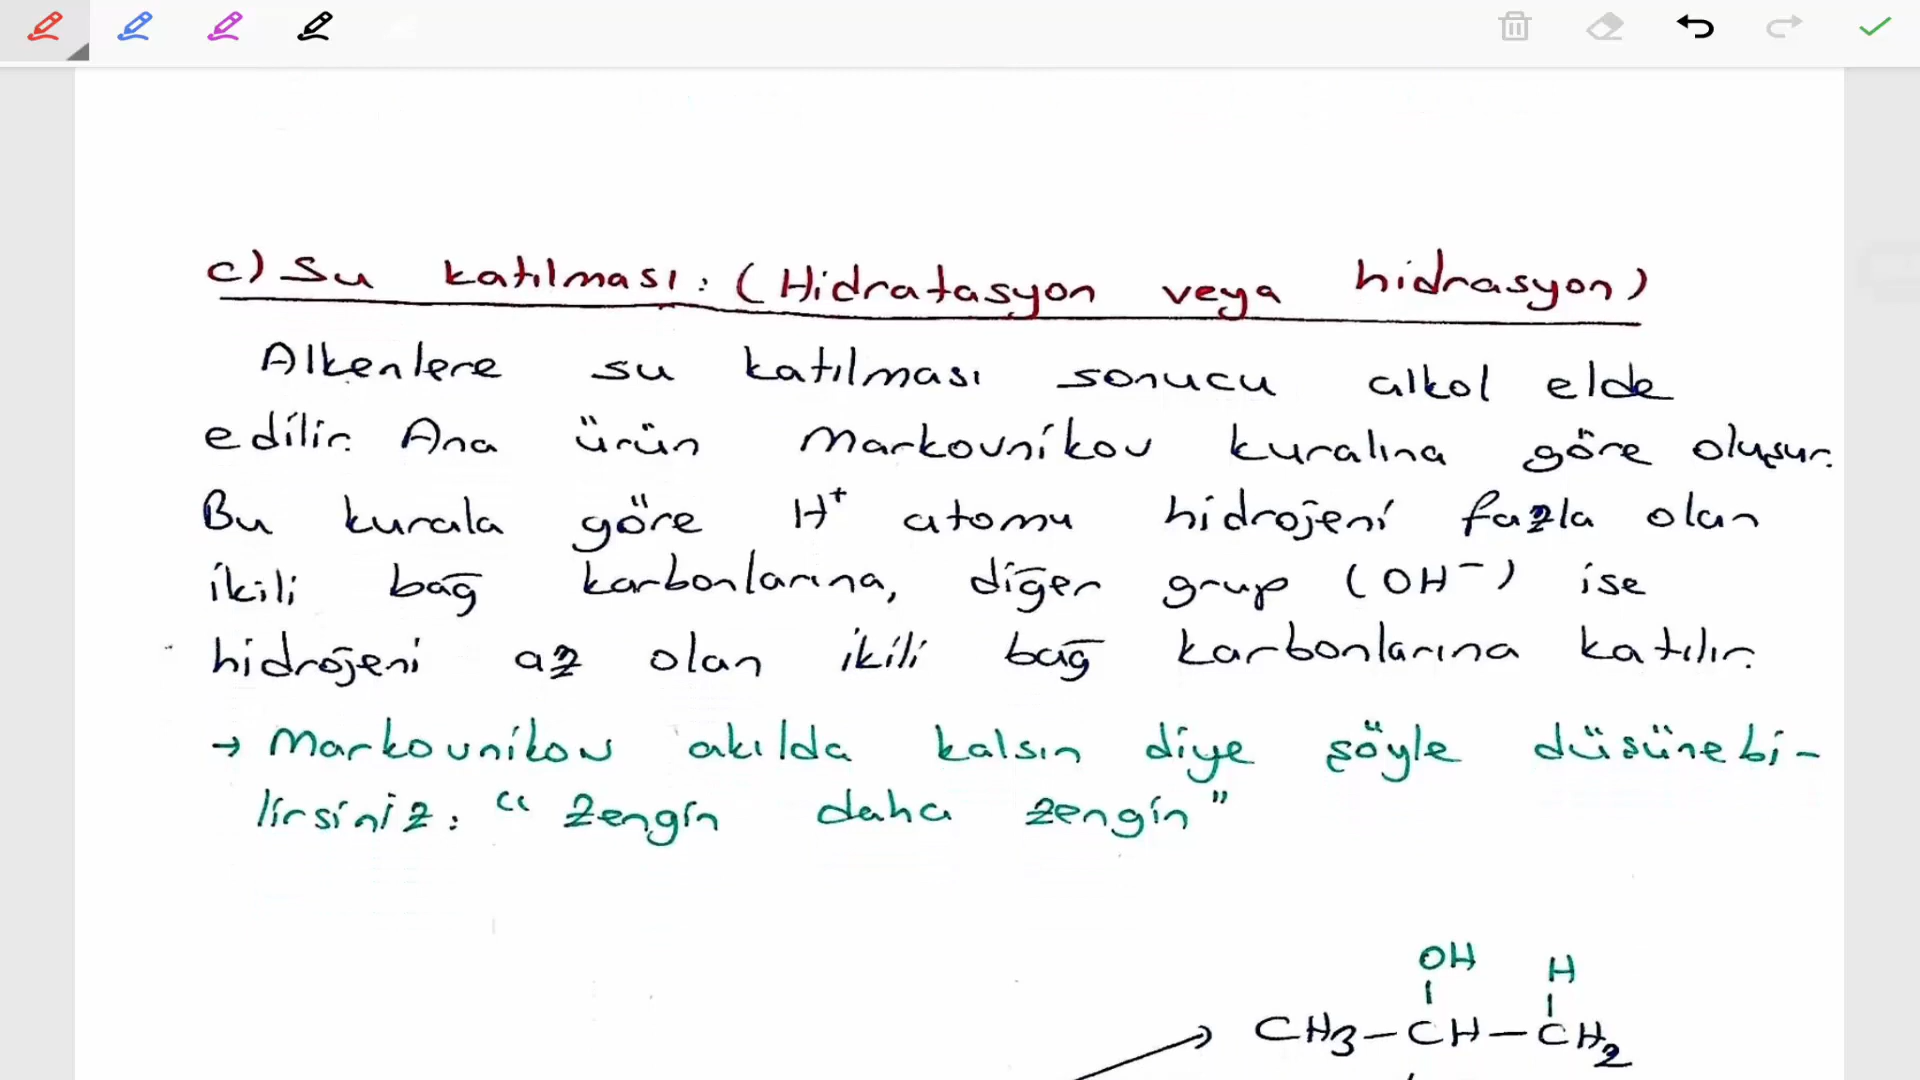 c) Su katılması: (Hidratasyon veya hidrasyon)
Alkenlere su katılması sonucu alkol elde
edilir. Ana ürün Markovnikov kuralına göre oluşur.
Bu kurala göre H⁺ atomu hidrojeni fazla olan
ikili bağ karbonlarına, diğer grup (OH⁻) ise
hidrojeni az olan ikili bağ karbonlarına katılır.
→ Markovnikov akılda kalsın diye şöyle düşünebi-
lirsiniz: “Zengin daha zengin”
OH H
CH3-CH-CH2